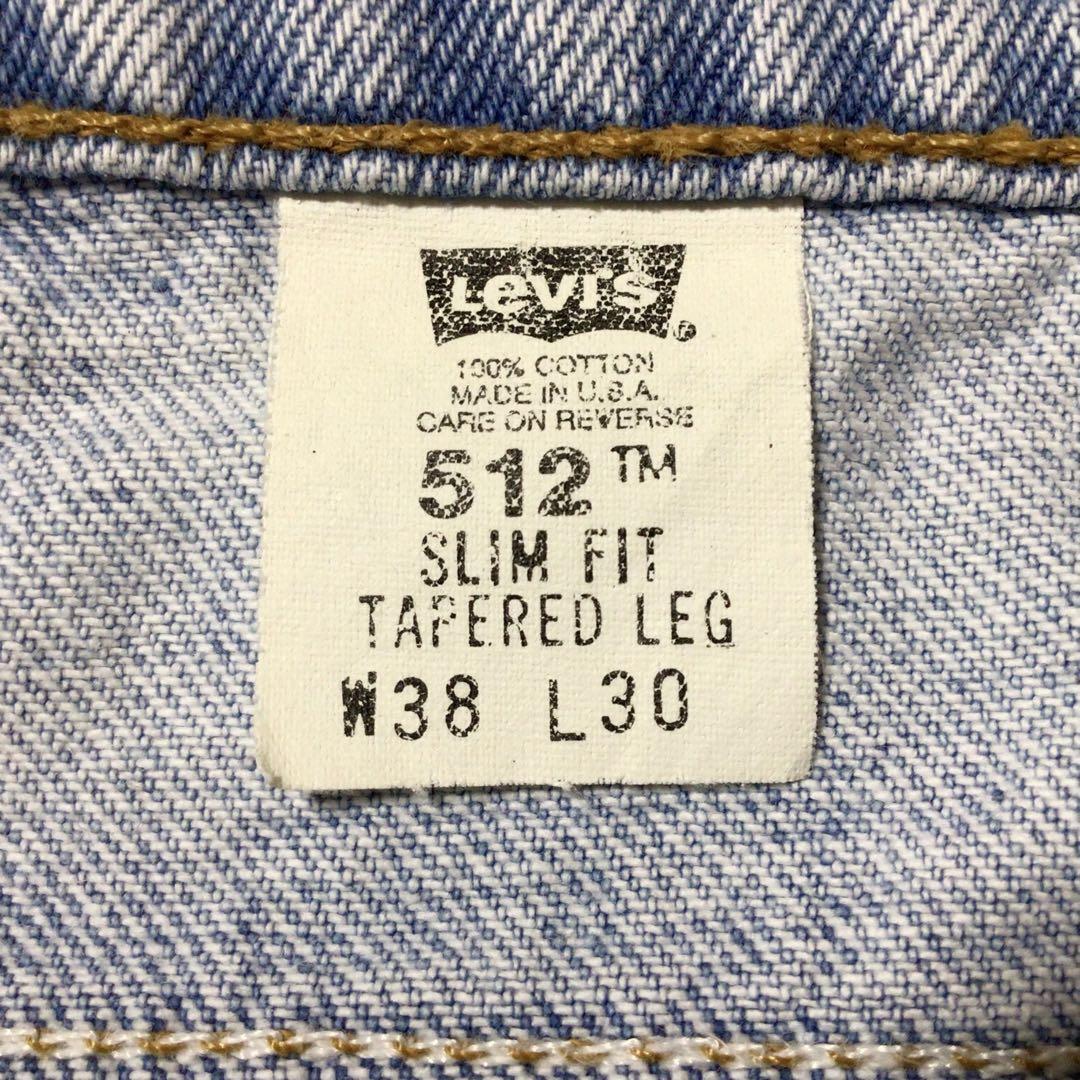 Levi's ®
100% COTTON
MADE IN U.S.A.
CARE ON REVERSE
512™
SLIM FIT
TAPERED LEG
W38 L30